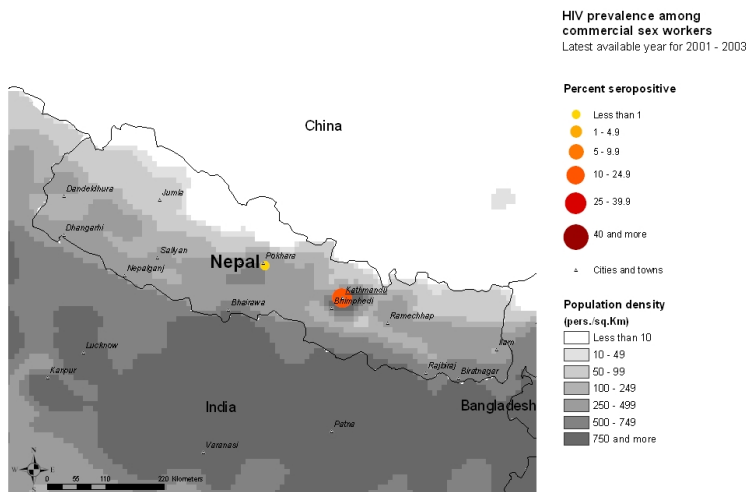 HIV prevalence among
commercial sex workers
Latest available year for 2001 - 2003
Percent seropositive
Less than 1
1 - 4.9
5 - 9.9
10 - 24.9
25 - 39.9
40 and more
Cities and towns
Population density
(pers./sq.Km)
Less than 10
10 - 49
50 - 99
100 - 249
250 - 499
500 - 749
750 and more
China
Dandeldhura
Jumla
Dhangarhi
Sallyan
Nepal
Pokhara
Nepalganj
Kathmandu
Bhairawa
Bhimphedi
Ramechhap
Lucknow
Ilam
Kanpur
Rajbiraj
Biratnagar
India
Bangladesh
Patna
Varanasi
N
W E
S
0 55 110 220 Kilometers